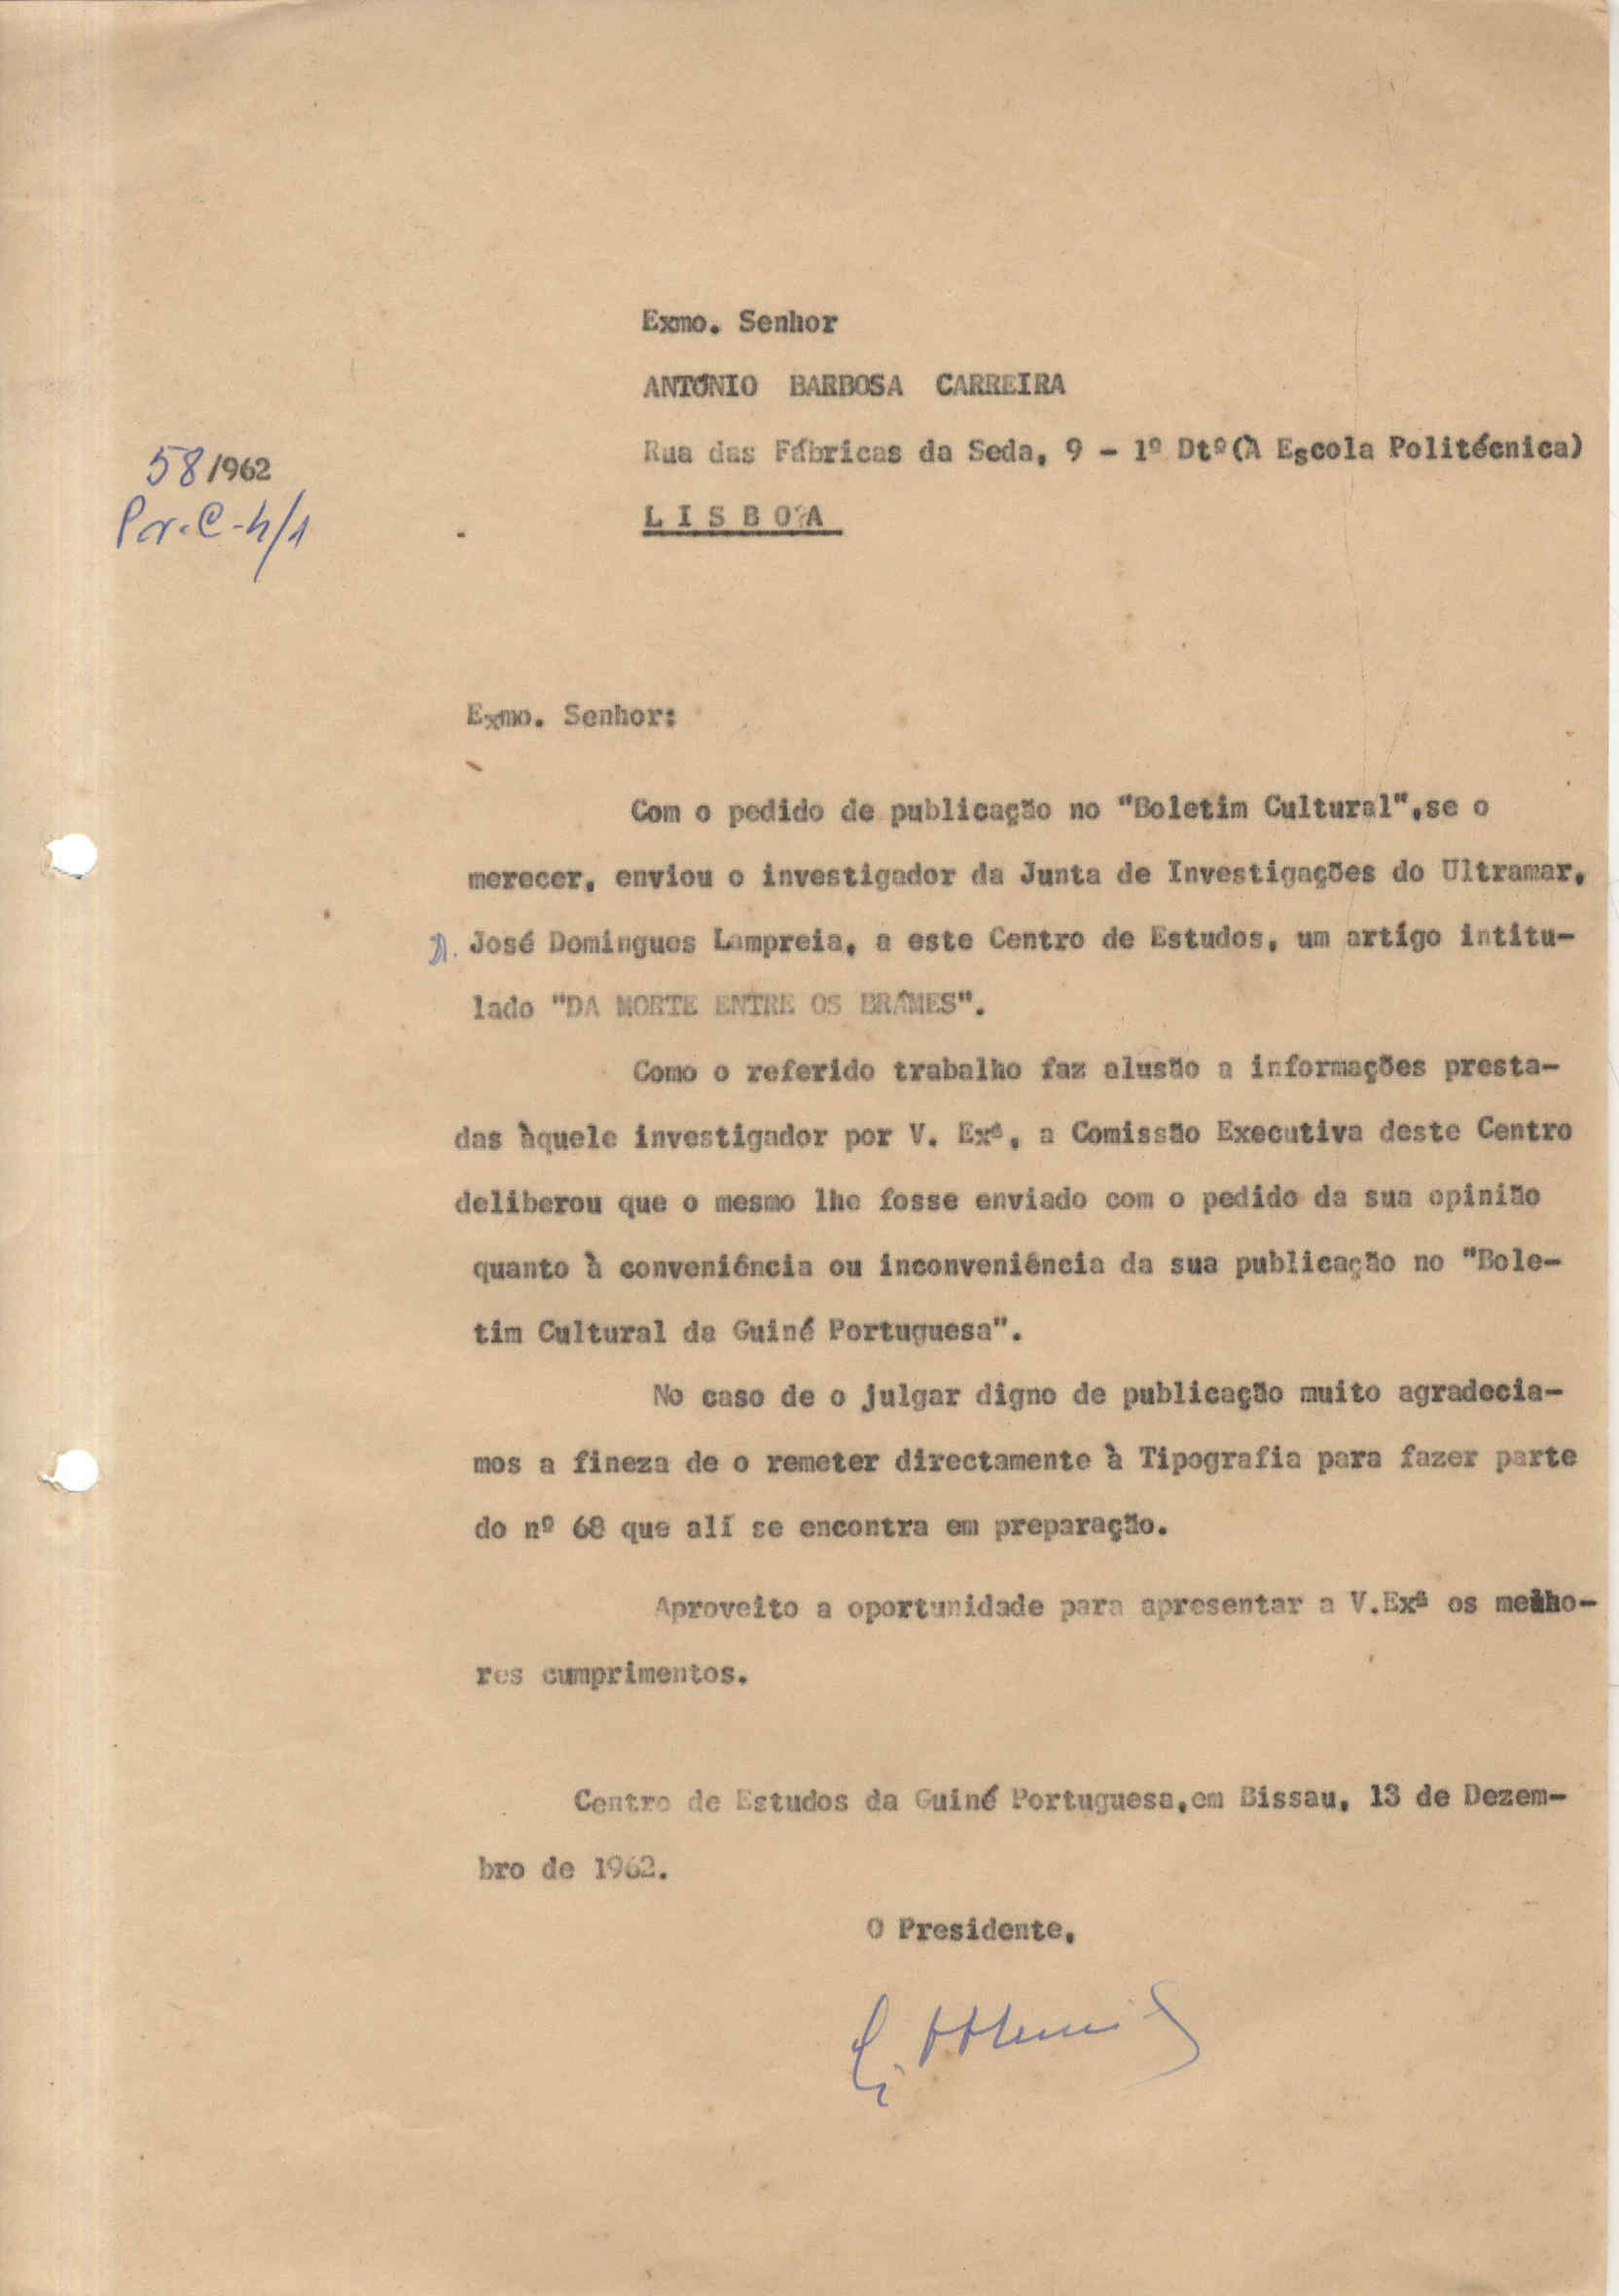 Exmo. Senhor
ANTÓNIO BARBOSA CARREIRA
Rua das Fábricas da Seda, 9 - 1º Dtº(À Escola Politécnica)
58/962
Pr.C-4/1
LISBOA
Exmo. Senhor:
Com o pedido de publicação no "Boletim Cultural",se o
merecer, enviou o investigador da Junta de Investigações do Ultramar,
D. José Domingues Lampreia, a este Centro de Estudos, um artígo intitu-
lado "DA MORTE ENTRE OS BRÂMES".
Como o referido trabalho faz alusão a informações presta-
das àquele investigador por V. Exª, a Comissão Executiva deste Centro
deliberou que o mesmo lhe fosse enviado com o pedido da sua opinião
quanto à conveniência ou inconveniência da sua publicação no "Bole-
tim Cultural da Guiné Portuguesa".
No caso de o julgar digno de publicação muito agradecia-
mos a fineza de o remeter directamente à Tipografia para fazer parte
do nº 68 que alí se encontra em preparação.
Aproveito a oportunidade para apresentar a V.Exª os melho-
res cumprimentos.
Centro de Estudos da Guiné Portuguesa,em Bissau, 13 de Dezem-
bro de 1962.
O Presidente,